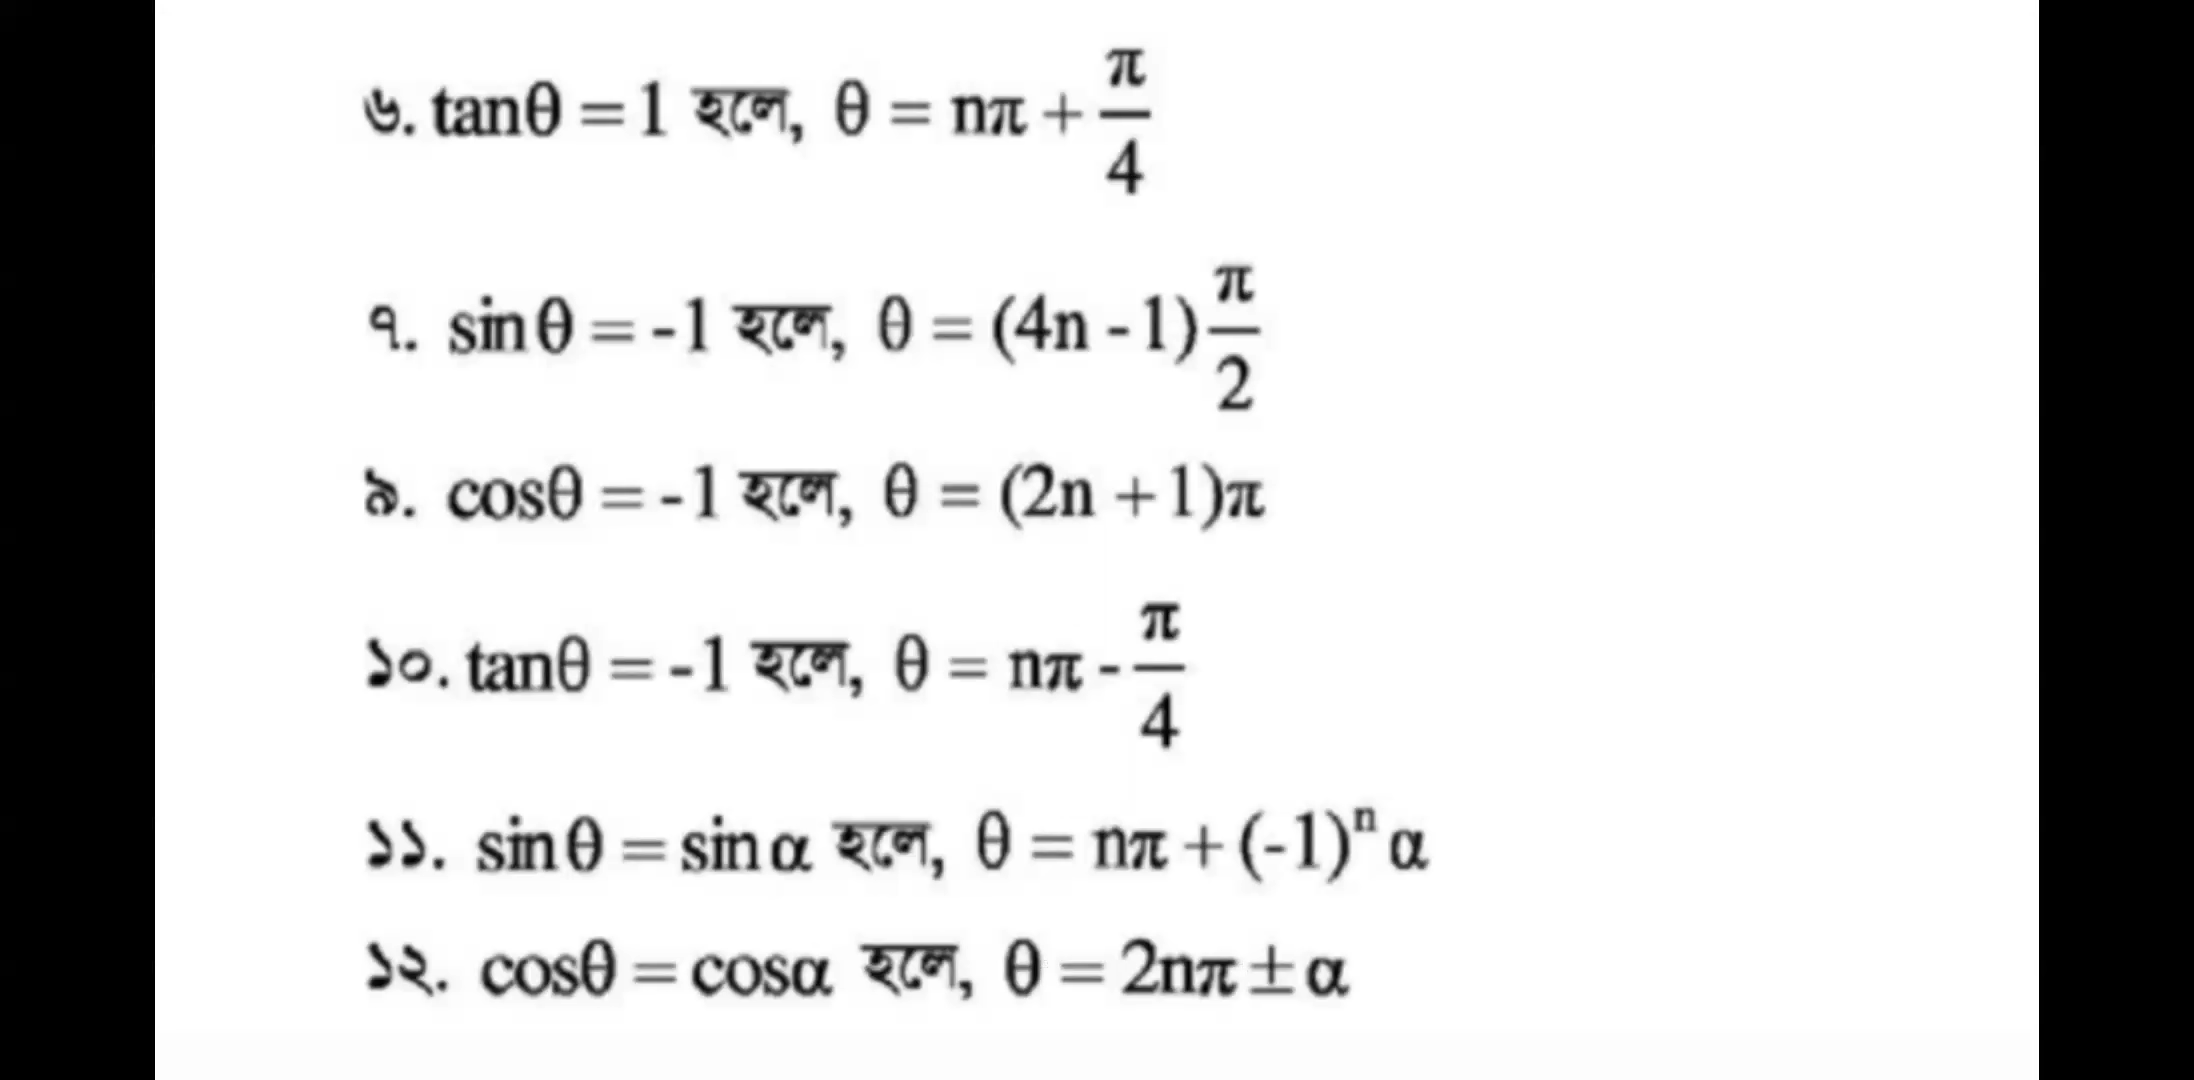 ৬. tanθ = 1 হলে, θ = nπ + π/4
৭. sinθ = -1 হলে, θ = (4n - 1)π/2
৯. cosθ = -1 হলে, θ = (2n + 1)π
১০. tanθ = -1 হলে, θ = nπ - π/4
১১. sinθ = sinα হলে, θ = nπ + (-1)ⁿ α
১২. cosθ = cosα হলে, θ = 2nπ ± α